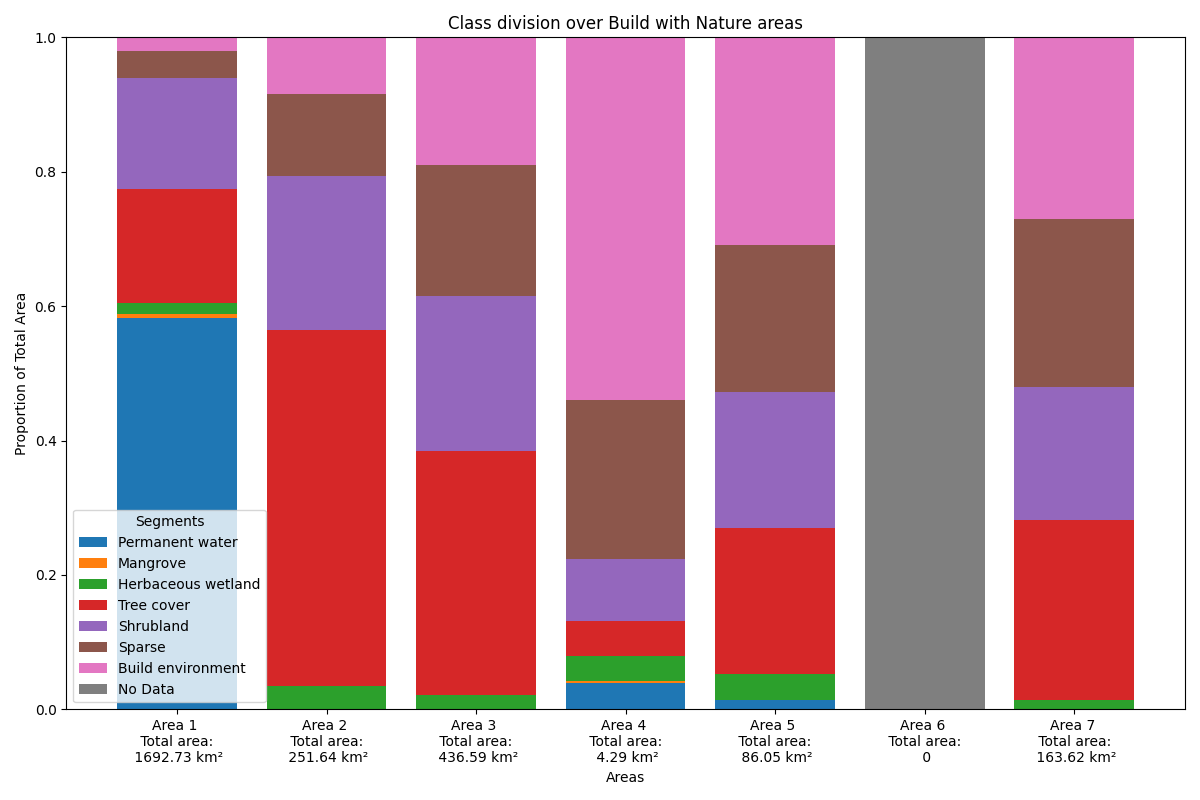 Class division over Build with Nature areas
Proportion of Total Area
1.0
0.8
0.6
0.4
0.2
0.0
Segments
Permanent water
Mangrove
Herbaceous wetland
Tree cover
Shrubland
Sparse
Build environment
No Data
Area 1
Total area:
1692.73 km²
Area 2
Total area:
251.64 km²
Area 3
Total area:
436.59 km²
Area 4
Total area:
4.29 km²
Area 5
Total area:
86.05 km²
Area 6
Total area:
0
Area 7
Total area:
163.62 km²
Areas